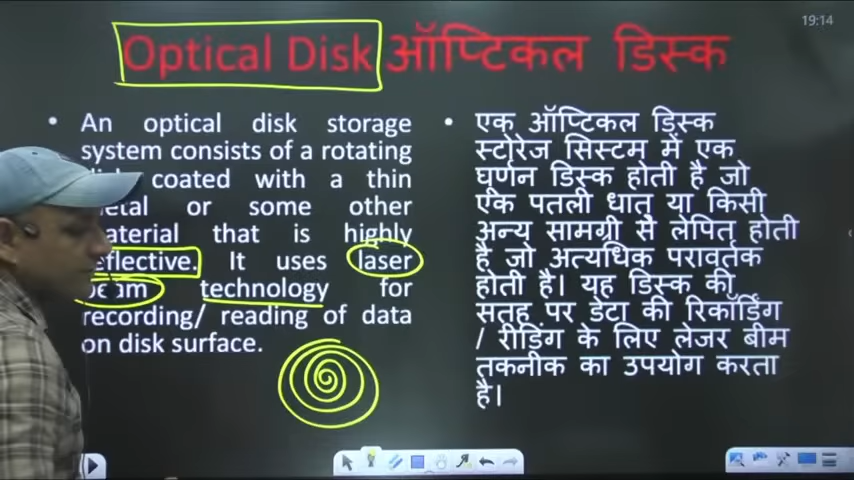 19:14
Optical Disk ऑप्टिकल डिस्क
• An optical disk storage
system consists of a rotating
coated with a thin
or some other
that is highly
reflective. It uses laser
beam technology for
recording/ reading of data
on disk surface.
• एक ऑप्टिकल डिस्क
स्टोरेज सिस्टम में एक
घूर्णन डिस्क होती है जो
एक पतली धातु या किसी
अन्य सामग्री से लेपित होती
है जो अत्यधिक परावर्तक
होती है। यह डिस्क की
सतह पर डेटा की रिकॉर्डिंग
/ रीडिंग के लिए लेजर बीम
तकनीक का उपयोग करता
है।